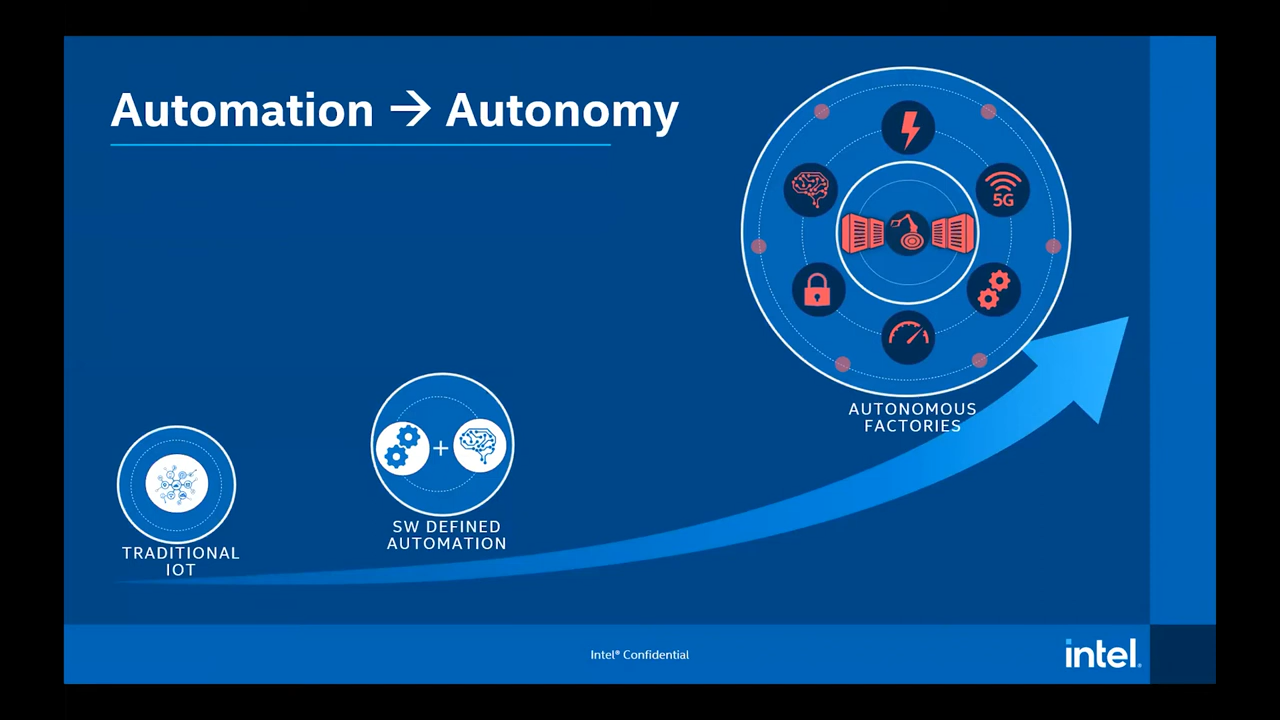 Automation → Autonomy
5G
AUTONOMOUS
FACTORIES
SW DEFINED
AUTOMATION
TRADITIONAL
IOT
Intel® Confidential
intel.